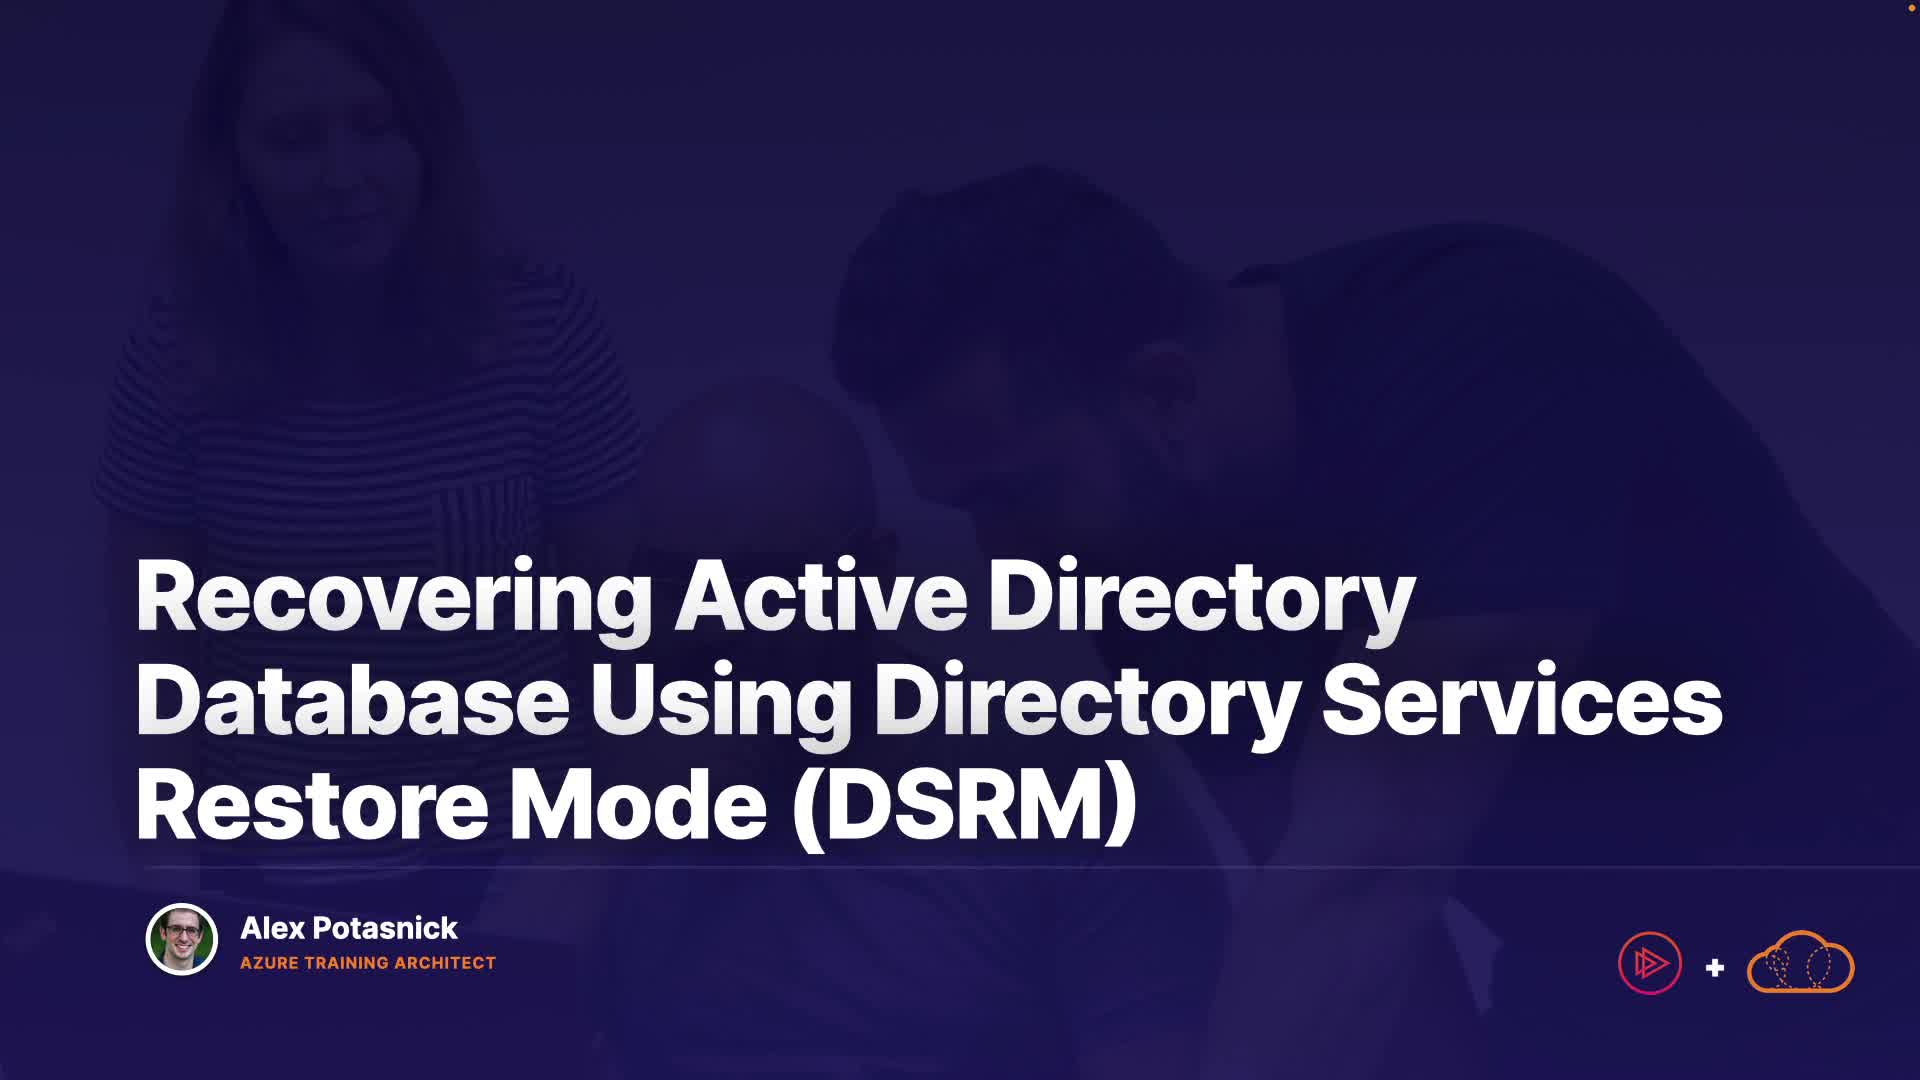 Recovering Active Directory
Database Using Directory Services
Restore Mode (DSRM)
Alex Potasnick
AZURE TRAINING ARCHITECT
+